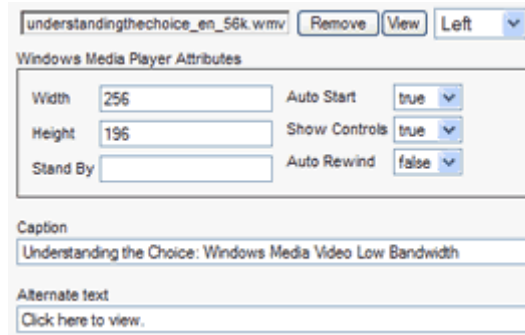 understandingthechoice_en_56k.wmv Remove View Left
Windows Media Player Attributes
Width 256 Auto Start true
Height 196 Show Controls true
Stand By Auto Rewind false
Caption
Understanding the Choice: Windows Media Video Low Bandwidth
Alternate text
Click here to view.